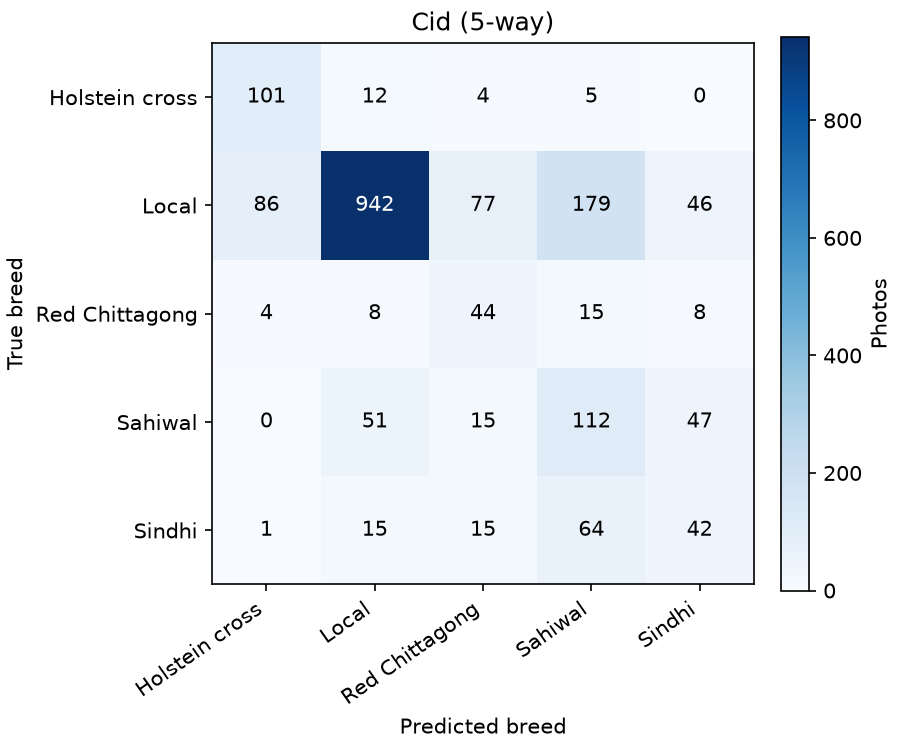 Cid (5-way)
Holstein cross 101 12 4 5 0
Local 86 942 77 179 46
Red Chittagong 4 8 44 15 8
Sahiwal 0 51 15 112 47
Sindhi 1 15 15 64 42
True breed
Holstein cross Local Red Chittagong Sahiwal Sindhi
Predicted breed
800
600
400
200
0
Photos